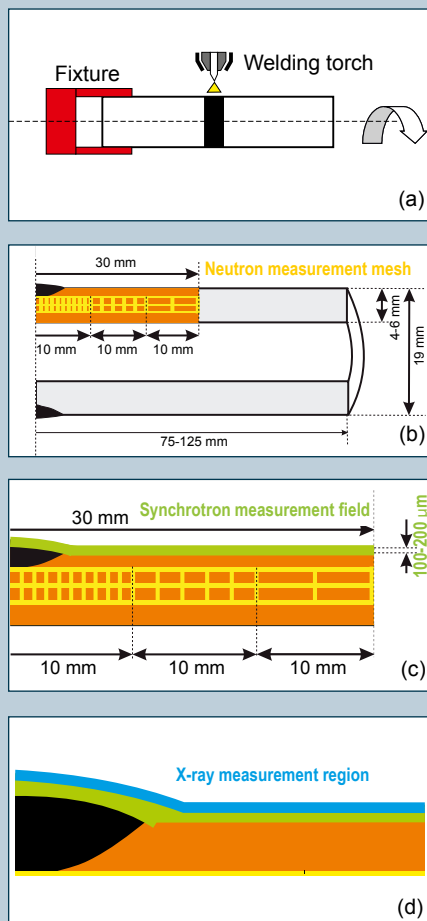 Fixture
Welding torch
(a)
30 mm
Neutron measurement mesh
10 mm 10 mm 10 mm
4-6 mm
19 mm
75-125 mm
(b)
Synchrotron measurement field
30 mm
100-200 µm
10 mm 10 mm 10 mm
(c)
X-ray measurement region
(d)